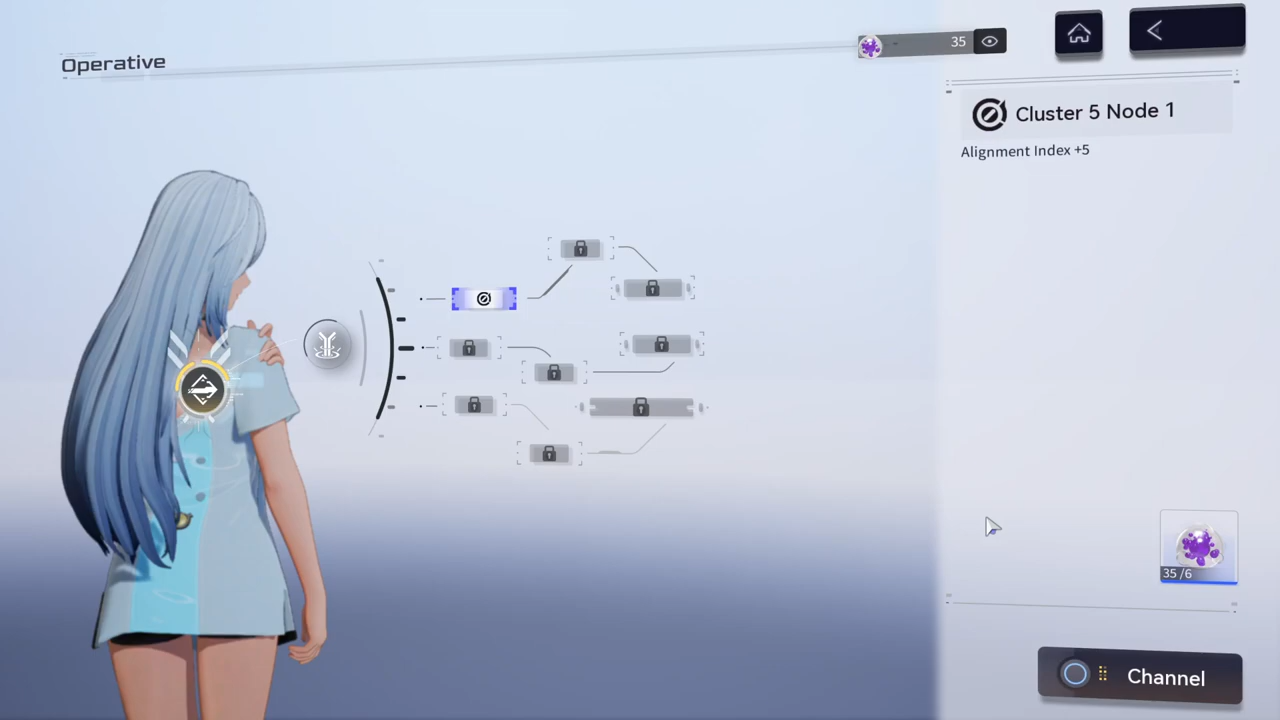 Operative
35
Cluster 5 Node 1
Alignment Index +5
35 /6
Channel